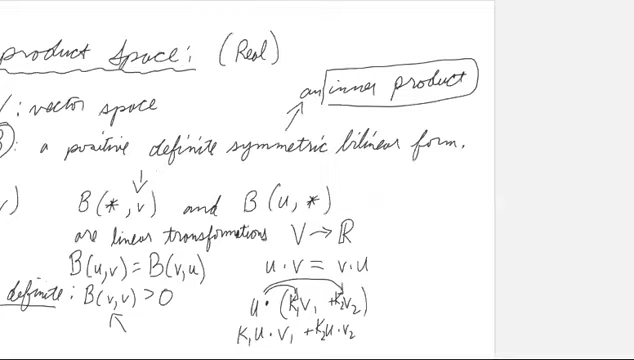 product Space: (Real)
an inner product
V: vector space
B: a positive definite symmetric bilinear form.
B(*, v) and B(u, *)
are linear transformations V → ℝ
B(u,v) = B(v,u) u · v = v · u
definite: B(v,v) > 0 u · (K₁v₁ + K₂v₂)
K₁u · v₁ + K₂u · v₂